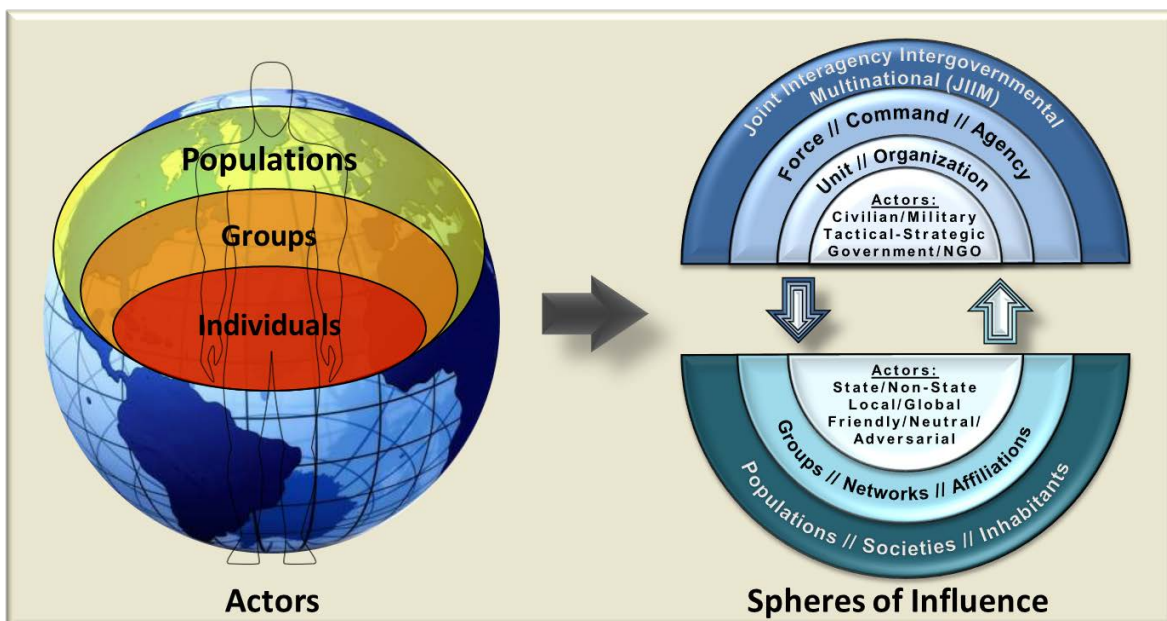 Populations
Groups
Individuals
Actors
Joint Interagency Intergovernmental
Multinational (JIIM)
Force // Command // Agency
Unit // Organization
Actors:
Civilian/Military
Tactical-Strategic
Government/NGO
Actors:
State/Non-State
Local/Global
Friendly/Neutral/
Adversarial
Groups // Networks // Affiliations
Populations // Societies // Inhabitants
Spheres of Influence